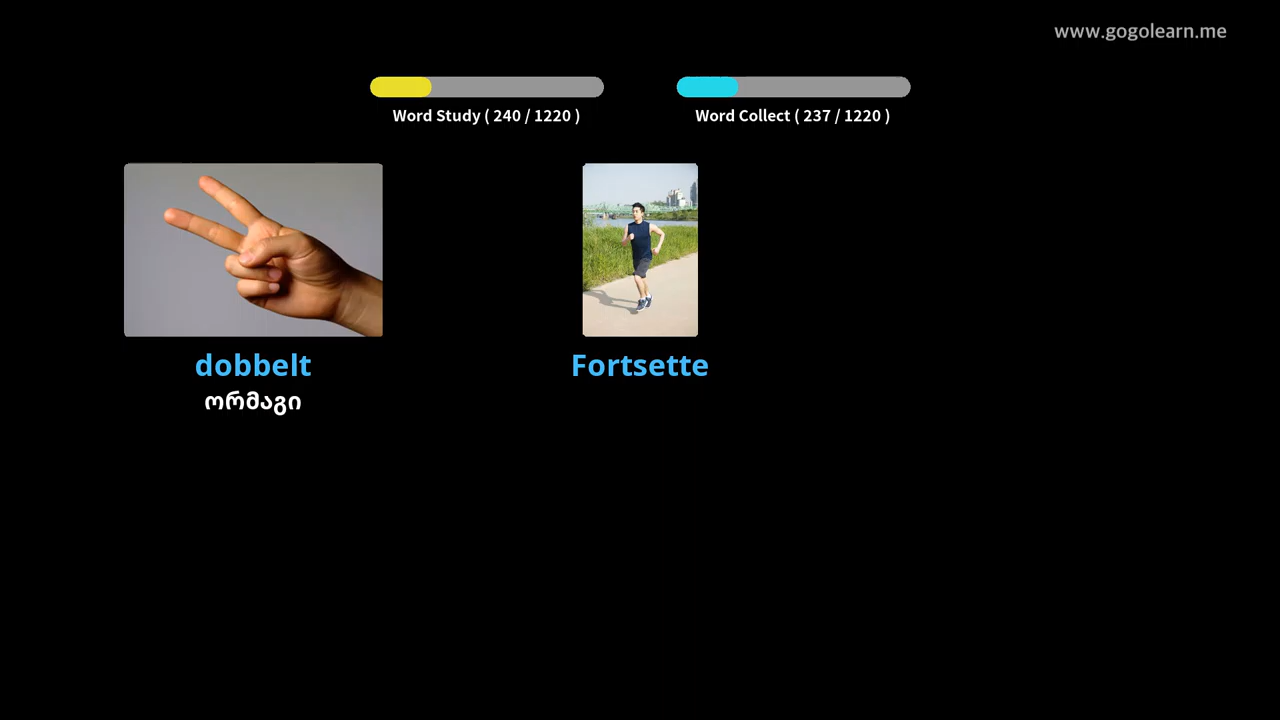 www.gogolearn.me
Word Study ( 240 / 1220 )
Word Collect ( 237 / 1220 )
dobbelt
ორმაგი
Fortsette